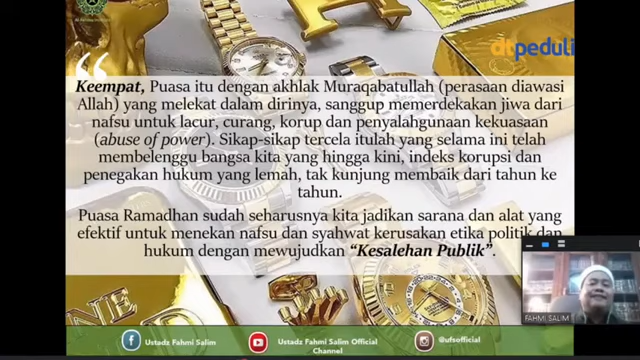 dtpeduli
Keempat, Puasa itu dengan akhlak Muraqabatullah (perasaan diawasi
Allah) yang melekat dalam dirinya, sanggup memerdekakan jiwa dari
nafsu untuk lacur, curang, korup dan penyalahgunaan kekuasaan
(abuse of power). Sikap-sikap tercela itulah yang selama ini telah
membelenggu bangsa kita yang hingga kini, indeks korupsi dan
penegakan hukum yang lemah, tak kunjung membaik dari tahun ke
tahun.
Puasa Ramadhan sudah seharusnya kita jadikan sarana dan alat yang
efektif untuk menekan nafsu dan syahwat kerusakan etika politik dan
hukum dengan mewujudkan “Kesalehan Publik”.
FAHMI SALIM
Ustadz Fahmi Salim
Ustadz Fahmi Salim Official
Channel
@ufsofficial